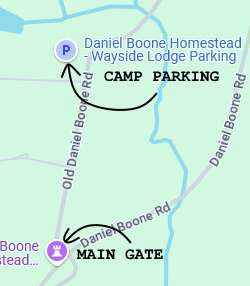 P
Daniel Boone Homestead
- Wayside Lodge Parking
CAMP PARKING
Old Daniel Boone Rd
Daniel Boone Rd
Daniel Boone Rd
Boone
stead...
MAIN GATE